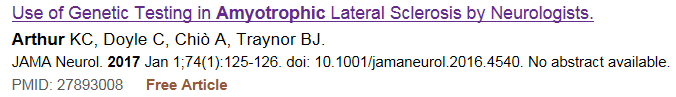 Use of Genetic Testing in Amyotrophic Lateral Sclerosis by Neurologists.
Arthur KC, Doyle C, Chiò A, Traynor BJ.
JAMA Neurol. 2017 Jan 1;74(1):125-126. doi: 10.1001/jamaneurol.2016.4540. No abstract available.
PMID: 27893008 Free Article